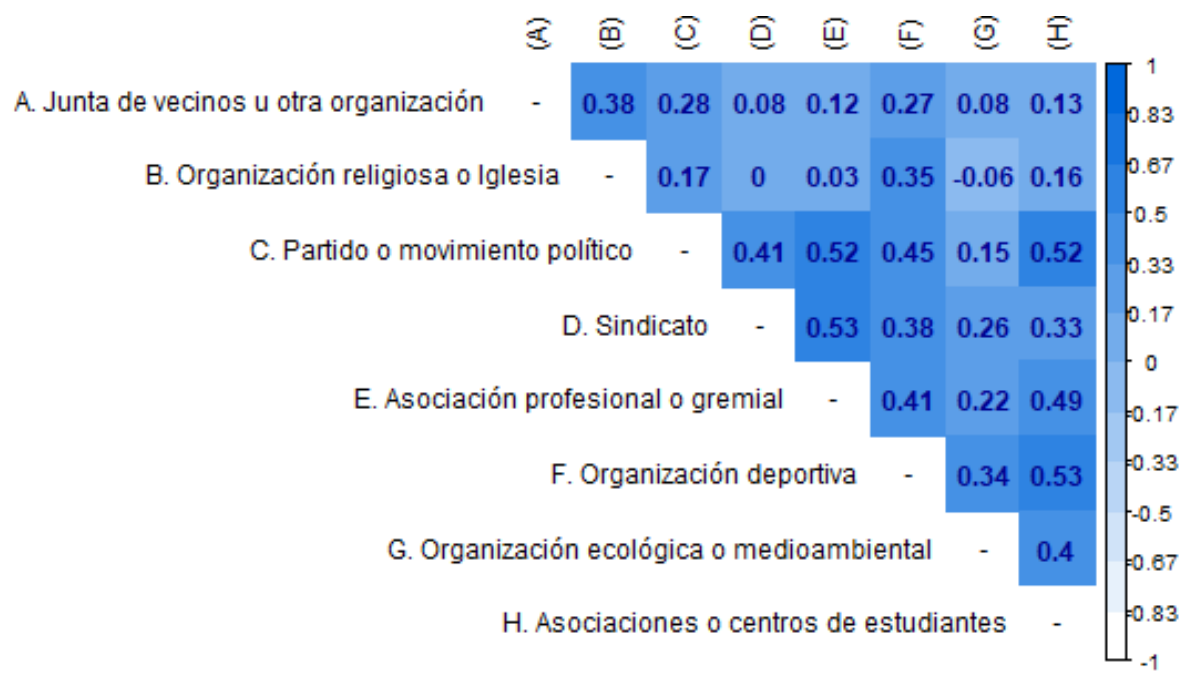 (A) (B) (C) (D) (E) (F) (G) (H)
A. Junta de vecinos u otra organización - 0.38 0.28 0.08 0.12 0.27 0.08 0.13
B. Organización religiosa o Iglesia - 0.17 0 0.03 0.35 -0.06 0.16
C. Partido o movimiento político - 0.41 0.52 0.45 0.15 0.52
D. Sindicato - 0.53 0.38 0.26 0.33
E. Asociación profesional o gremial - 0.41 0.22 0.49
F. Organización deportiva - 0.34 0.53
G. Organización ecológica o medioambiental - 0.4
H. Asociaciones o centros de estudiantes -
1
0.83
0.67
0.5
0.33
0.17
0
-0.17
-0.33
-0.5
-0.67
-0.83
-1